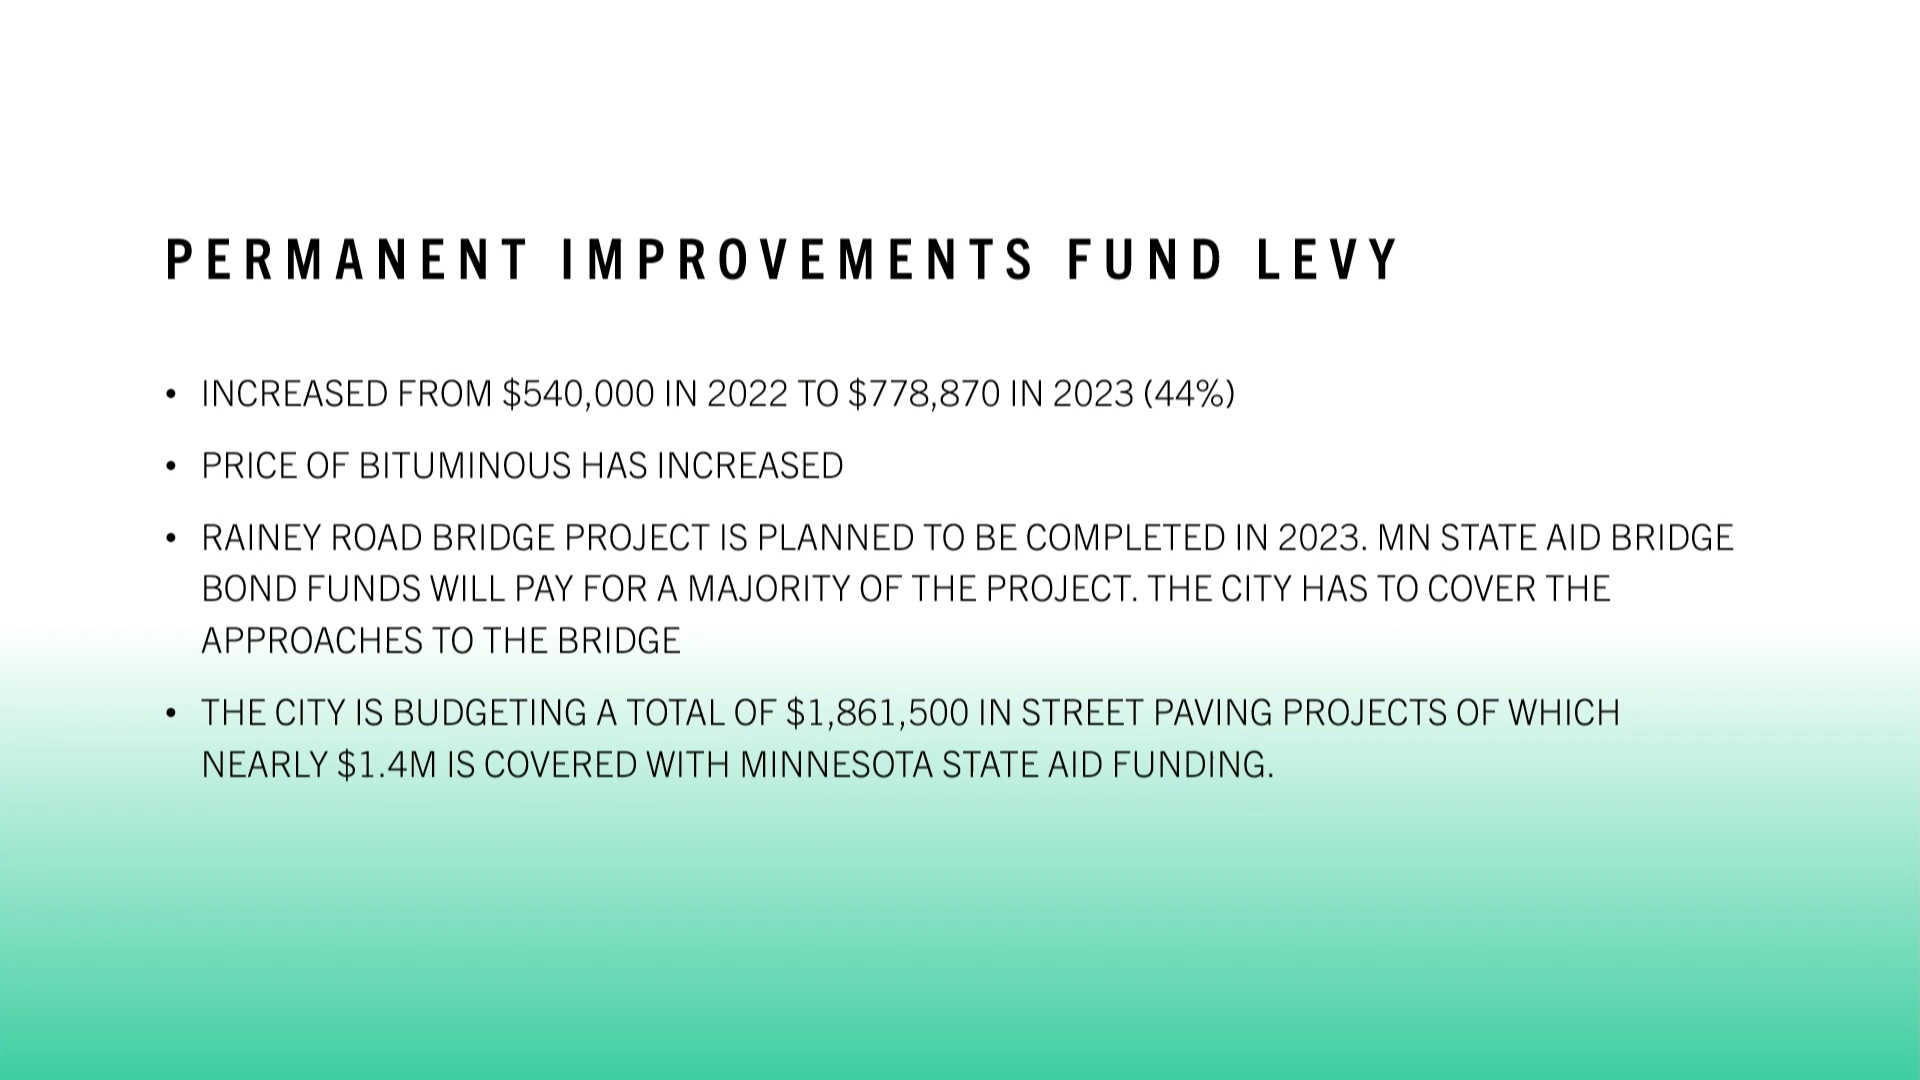 PERMANENT IMPROVEMENTS FUND LEVY
• INCREASED FROM $540,000 IN 2022 TO $778,870 IN 2023 (44%)
• PRICE OF BITUMINOUS HAS INCREASED
• RAINEY ROAD BRIDGE PROJECT IS PLANNED TO BE COMPLETED IN 2023. MN STATE AID BRIDGE
BOND FUNDS WILL PAY FOR A MAJORITY OF THE PROJECT. THE CITY HAS TO COVER THE
APPROACHES TO THE BRIDGE
• THE CITY IS BUDGETING A TOTAL OF $1,861,500 IN STREET PAVING PROJECTS OF WHICH
NEARLY $1.4M IS COVERED WITH MINNESOTA STATE AID FUNDING.